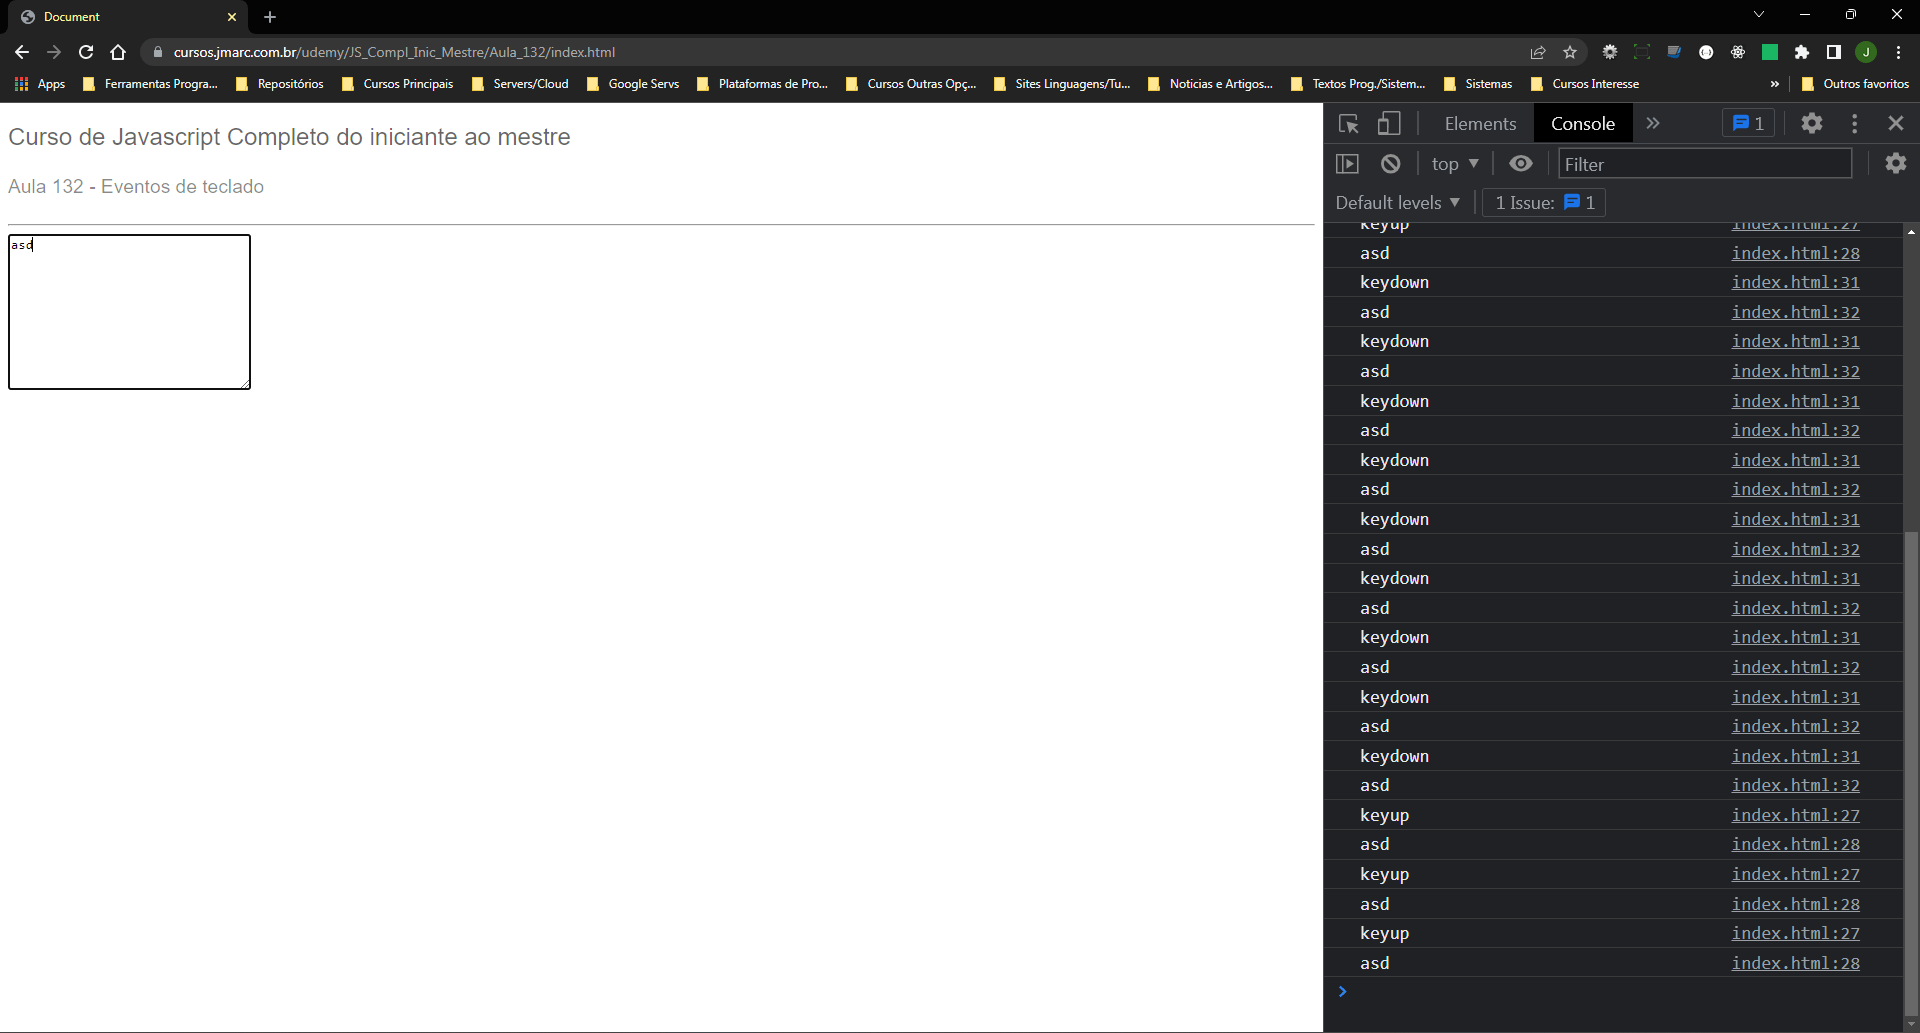 Document
cursos.jmarc.com.br/udemy/JS_Compl_Inic_Mestre/Aula_132/index.html
J
Apps Ferramentas Progra... Repositórios Cursos Principais Servers/Cloud Google Servs Plataformas de Pro... Cursos Outras Opç... Sites Linguagens/Tu... Noticias e Artigos... Textos Prog./Sistem... Sistemas Cursos Interesse » Outros favoritos
Curso de Javascript Completo do iniciante ao mestre
Aula 132 - Eventos de teclado
asd
Elements Console » 1
top Filter
Default levels 1 Issue: 1
keyup index.html:27
asd index.html:28
keydown index.html:31
asd index.html:32
keydown index.html:31
asd index.html:32
keydown index.html:31
asd index.html:32
keydown index.html:31
asd index.html:32
keydown index.html:31
asd index.html:32
keydown index.html:31
asd index.html:32
keydown index.html:31
asd index.html:32
keydown index.html:31
asd index.html:32
keydown index.html:31
asd index.html:32
keyup index.html:27
asd index.html:28
keyup index.html:27
asd index.html:28
keyup index.html:27
asd index.html:28